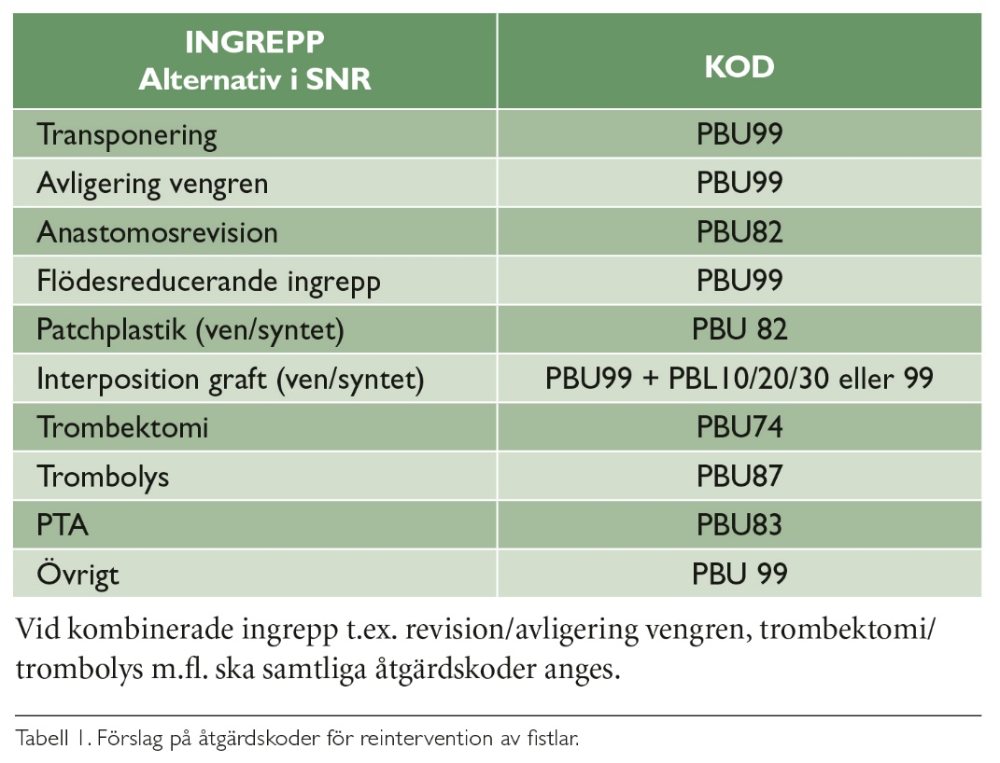 INGREPP
Alternativ i SNR
KOD
Transponering PBU99
Avligering vengren PBU99
Anastomosrevision PBU82
Flödesreducerande ingrepp PBU99
Patchplastik (ven/syntet) PBU 82
Interposition graft (ven/syntet) PBU99 + PBL10/20/30 eller 99
Trombektomi PBU74
Trombolys PBU87
PTA PBU83
Övrigt PBU 99
Vid kombinerade ingrepp t.ex. revision/avligering vengren, trombektomi/
trombolys m.fl. ska samtliga åtgärdskoder anges.
Tabell 1. Förslag på åtgärdskoder för reintervention av fistlar.